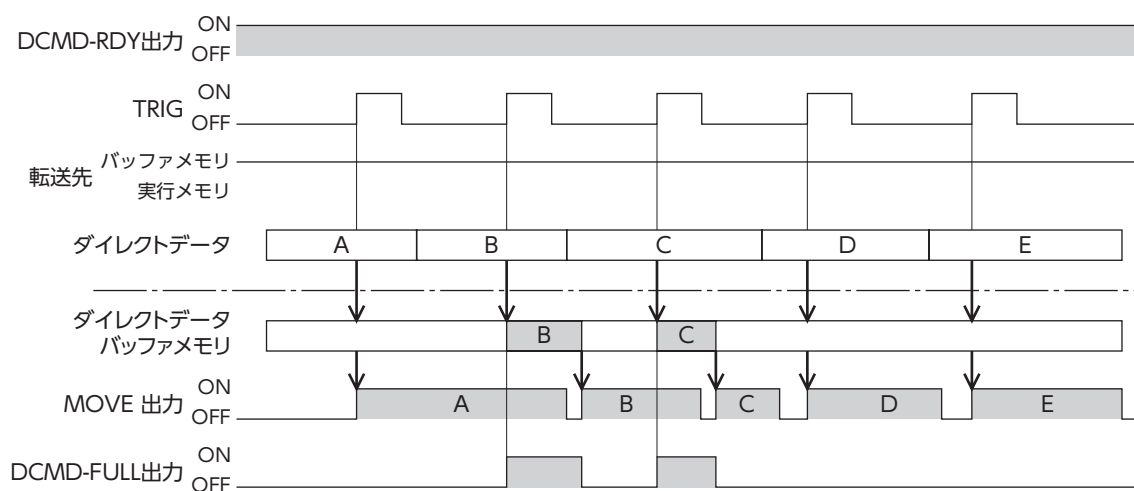 DCMD-RDY出力 ON
OFF
TRIG ON
OFF
転送先 バッファメモリ
実行メモリ
ダイレクトデータ A B C D E
ダイレクトデータ
バッファメモリ B C
MOVE 出力 ON
OFF A B C D E
DCMD-FULL出力 ON
OFF